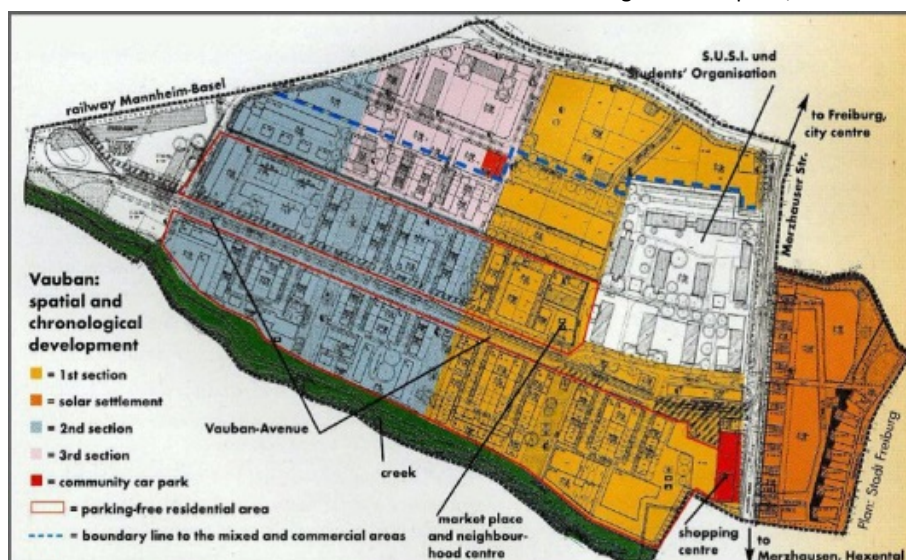 S.U.S.I. und
Students' Organisation
railway Mannheim-Basel
to Freiburg,
city centre
Merzhauser Str.
Vauban:
spatial and
chronological
development
= 1st section
= solar settlement
= 2nd section
= 3rd section
= community car park
= parking-free residential area
= boundary line to the mixed and commercial areas
Vauban-Avenue
creek
market place
and neighbour-
hood centre
shopping
centre
to
Merzhausen, Hexental
Plan: Stadt Freiburg